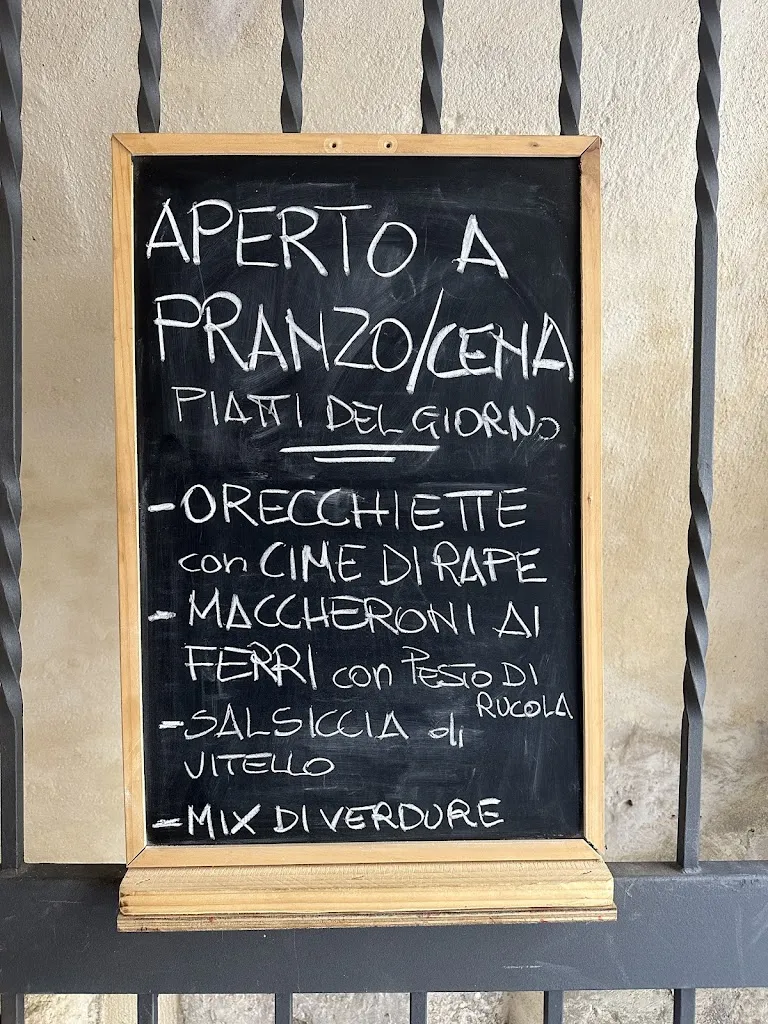 APERTO A
PRANZO/CENA
PIATTI DEL GIORNO
- ORECCHIETTE
con CIME DI RAPE
- MACCHERONI AI
FERRI con PESTO DI
RUCOLA
- SALSICCIA di
VITELLO
- MIX DI VERDURE